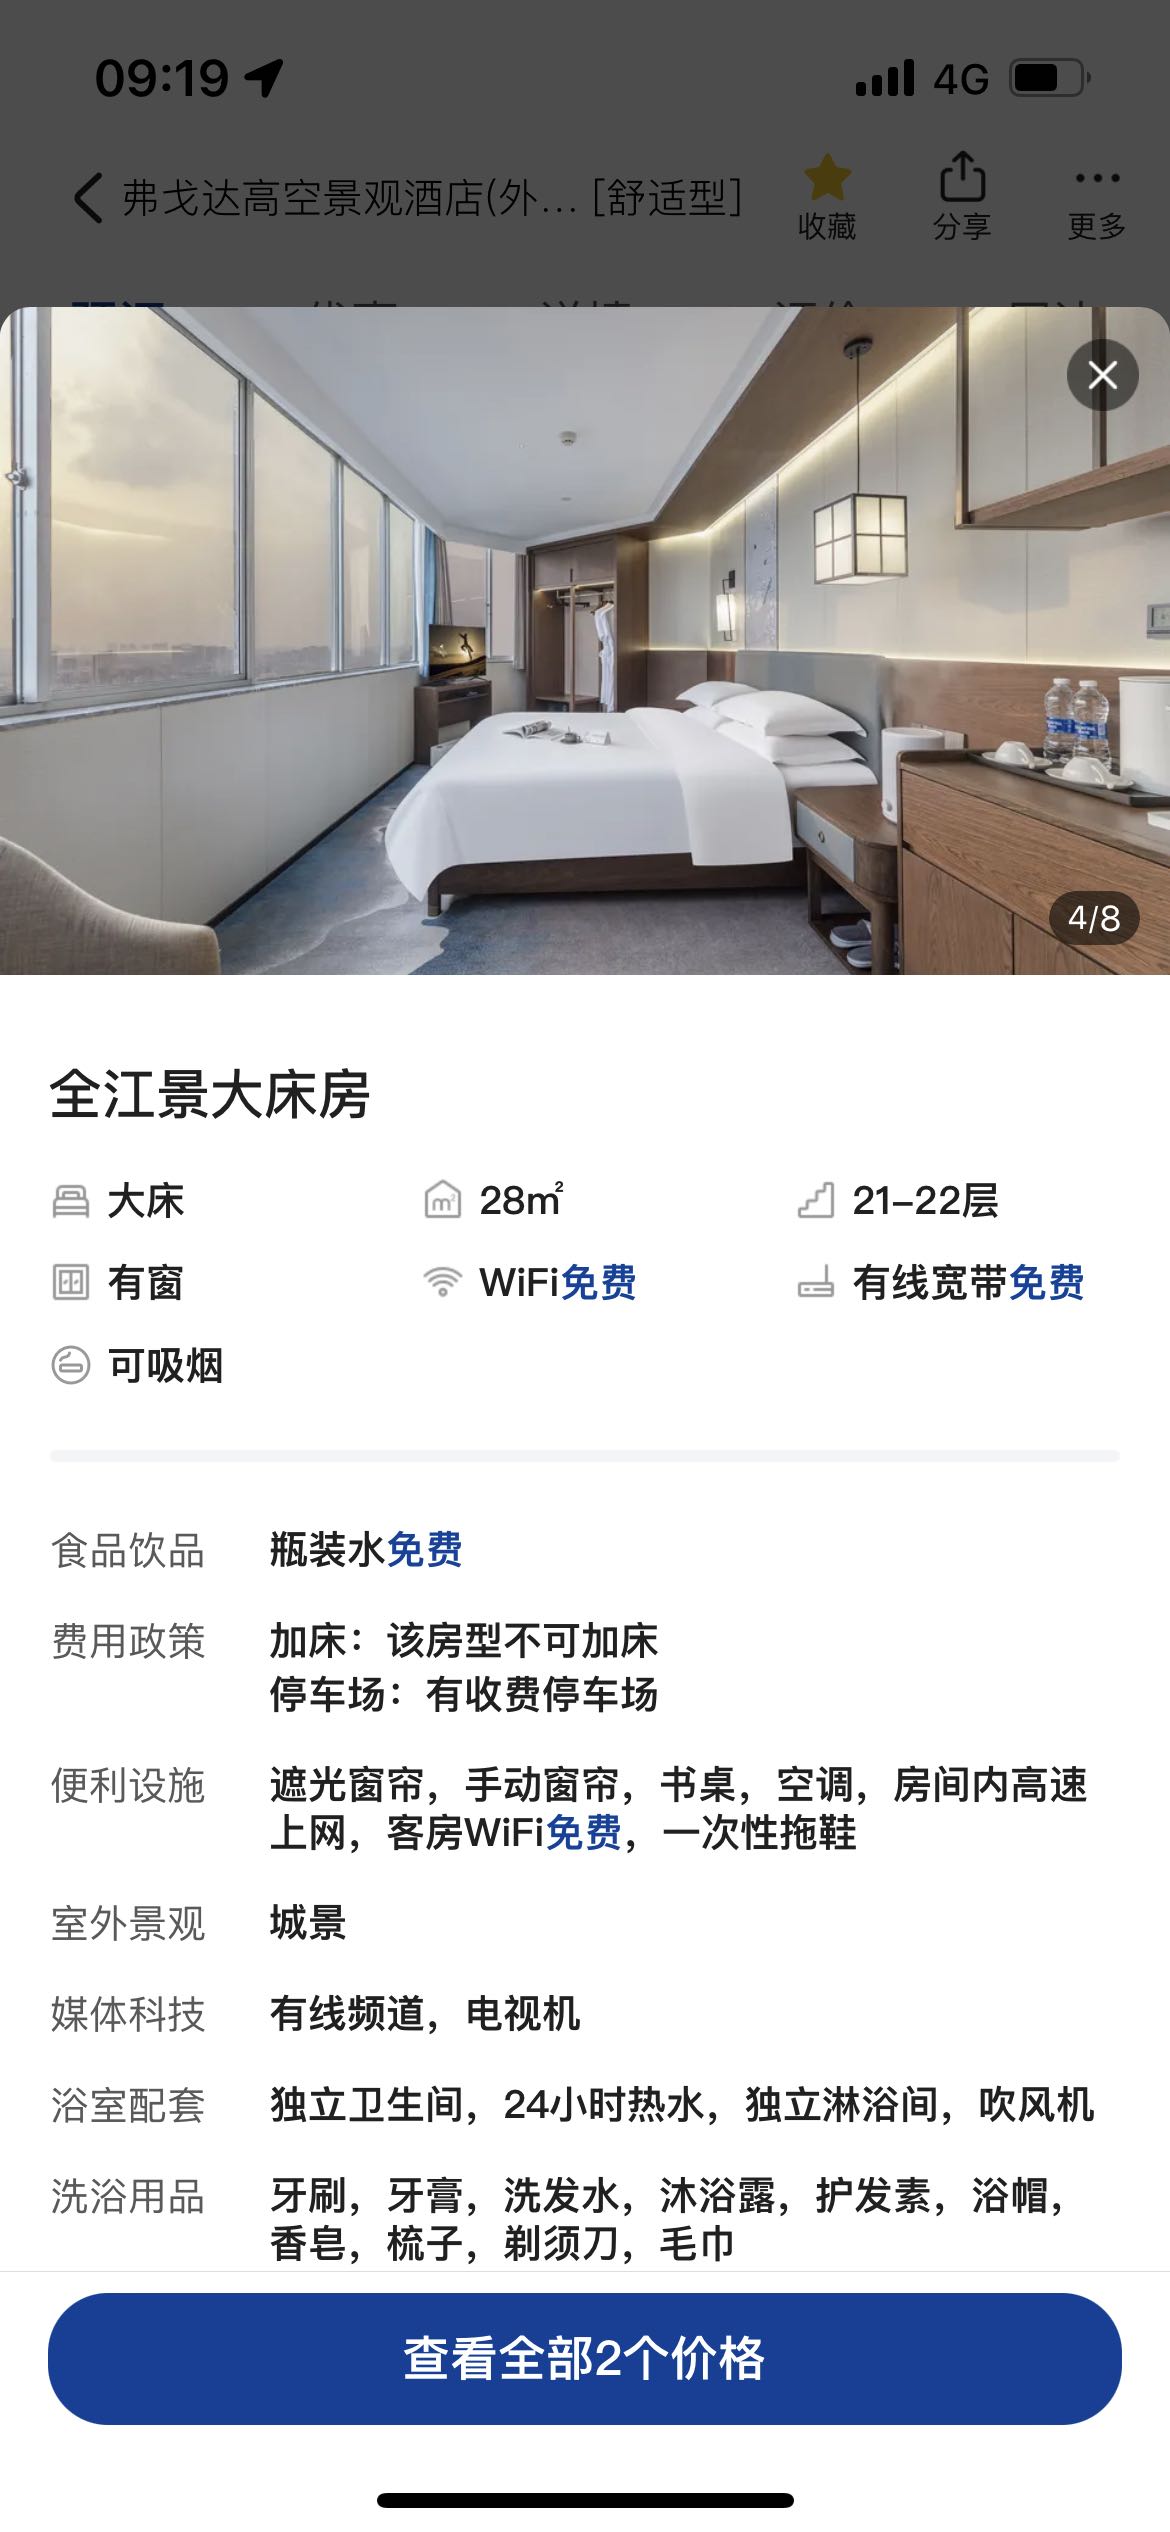 09:19
4G
弗戈达高空景观酒店(外... [舒适型]
收藏
分享
更多
4/8
全江景大床房
大床
28m²
21-22层
有窗
WiFi免费
有线宽带免费
可吸烟
食品饮品
瓶装水免费
费用政策
加床：该房型不可加床
停车场：有收费停车场
便利设施
遮光窗帘，手动窗帘，书桌，空调，房间内高速
上网，客房WiFi免费，一次性拖鞋
室外景观
城景
媒体科技
有线频道，电视机
浴室配套
独立卫生间，24小时热水，独立淋浴间，吹风机
洗浴用品
牙刷，牙膏，洗发水，沐浴露，护发素，浴帽，
香皂，梳子，剃须刀，毛巾
查看全部2个价格